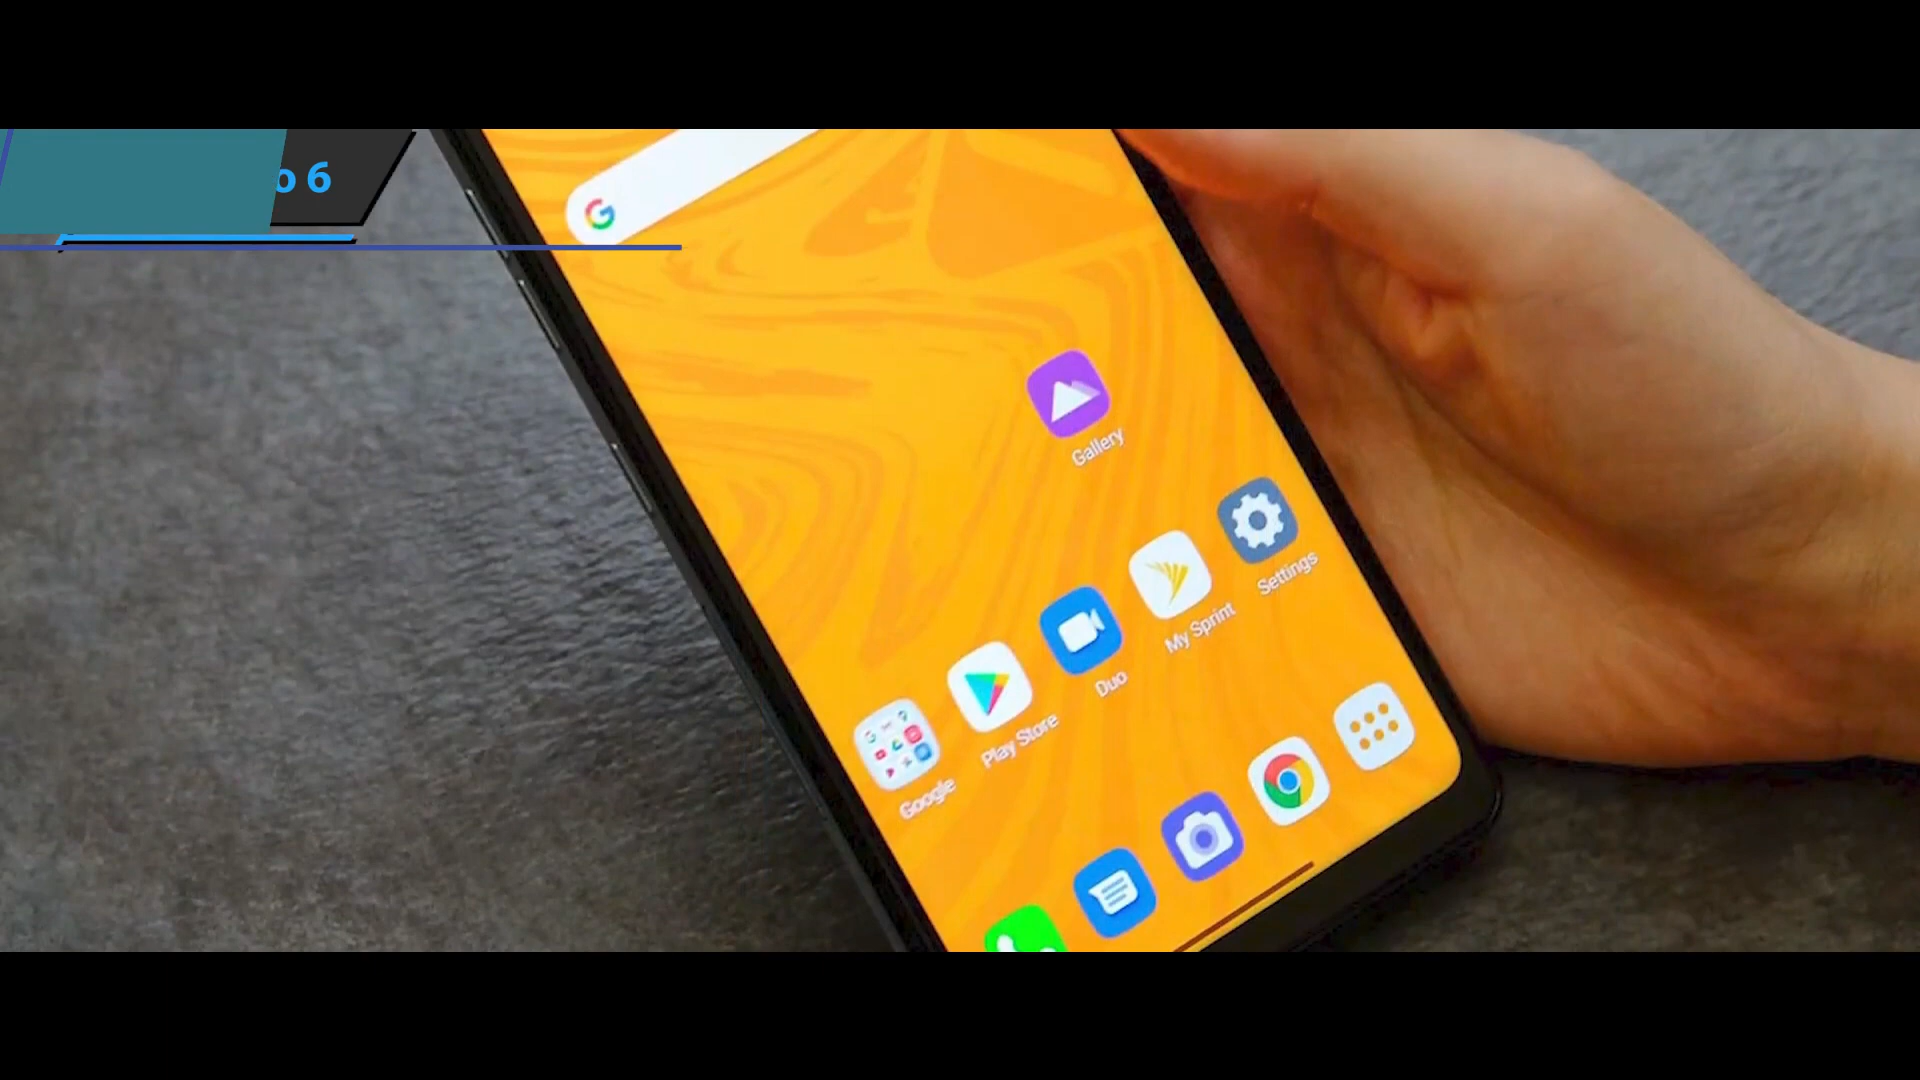 o 6
G
Gallery
Settings
My Sprint
Duo
Play Store
Google